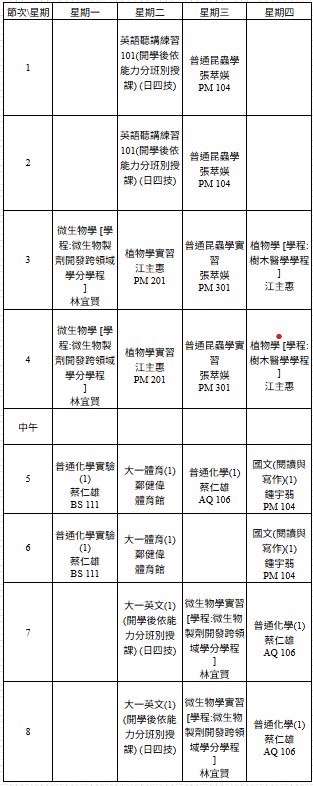 節次\星期 星期一 星期二 星期三 星期四
1
英語聽講練習
101(開學後依
能力分班別授
課) (日四技)
普通昆蟲學
張萃媖
PM 104
2
英語聽講練習
101(開學後依
能力分班別授
課) (日四技)
普通昆蟲學
張萃媖
PM 104
3
微生物學 [學
程:微生物製
劑開發跨領域
學分學程
]
林宜賢
植物學實習
江主惠
PM 201
普通昆蟲學實
習
張萃媖
PM 301
植物學 [學程:
樹木醫學學程
]
江主惠
4
微生物學 [學
程:微生物製
劑開發跨領域
學分學程
]
林宜賢
植物學實習
江主惠
PM 201
普通昆蟲學實
習
張萃媖
PM 301
植物學 [學程:
樹木醫學學程
]
江主惠
中午
5
普通化學實驗
(1)
蔡仁雄
BS 111
大一體育(1)
鄭健偉
體育館
普通化學(1)
蔡仁雄
AQ 106
國文(閱讀與
寫作)(1)
鍾宇翡
PM 104
6
普通化學實驗
(1)
蔡仁雄
BS 111
大一體育(1)
鄭健偉
體育館
國文(閱讀與
寫作)(1)
鍾宇翡
PM 104
7
大一英文(1)
(開學後依能
力分班別授
課) (日四技)
微生物學實習
[學程:微生物
製劑開發跨領
域學分學程
]
林宜賢
普通化學(1)
蔡仁雄
AQ 106
8
大一英文(1)
(開學後依能
力分班別授
課) (日四技)
微生物學實習
[學程:微生物
製劑開發跨領
域學分學程
]
林宜賢
普通化學(1)
蔡仁雄
AQ 106